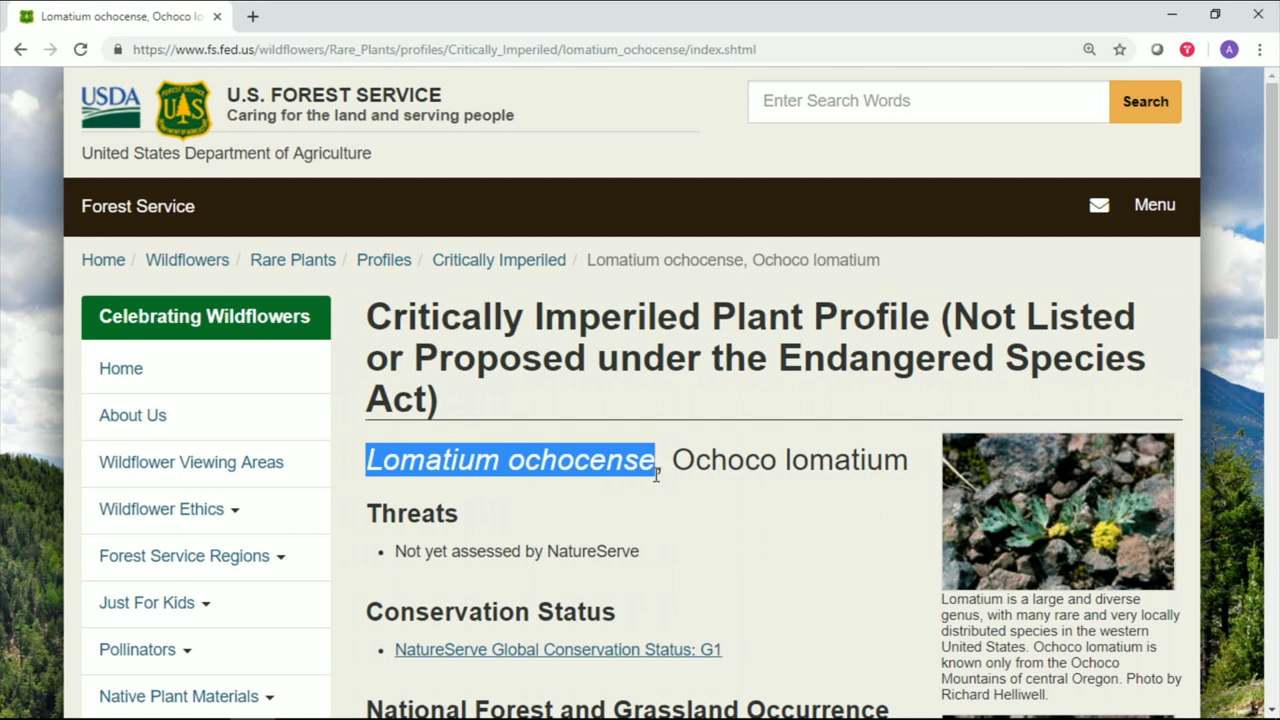 Lomatium ochocense, Ochoco lo
https://www.fs.fed.us/wildflowers/Rare_Plants/profiles/Critically_Imperiled/lomatium_ochocense/index.shtml
A
USDA
U.S. FOREST SERVICE
Caring for the land and serving people
United States Department of Agriculture
Enter Search Words
Search
Forest Service
Menu
Home / Wildflowers / Rare Plants / Profiles / Critically Imperiled / Lomatium ochocense, Ochoco lomatium
Celebrating Wildflowers
Home
About Us
Wildflower Viewing Areas
Wildflower Ethics
Forest Service Regions
Just For Kids
Pollinators
Native Plant Materials
Critically Imperiled Plant Profile (Not Listed
or Proposed under the Endangered Species
Act)
Lomatium ochocense, Ochoco lomatium
Threats
• Not yet assessed by NatureServe
Conservation Status
• NatureServe Global Conservation Status: G1
National Forest and Grassland Occurrence
Lomatium is a large and diverse
genus, with many rare and very locally
distributed species in the western
United States. Ochoco lomatium is
known only from the Ochoco
Mountains of central Oregon. Photo by
Richard Helliwell.